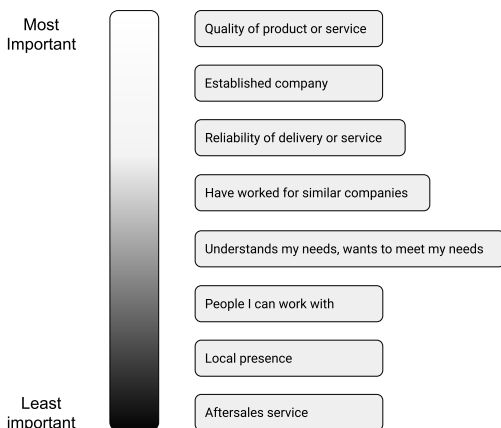 Most
Important
Quality of product or service
Established company
Reliability of delivery or service
Have worked for similar companies
Understands my needs, wants to meet my needs
People I can work with
Local presence
Least
important
Aftersales service